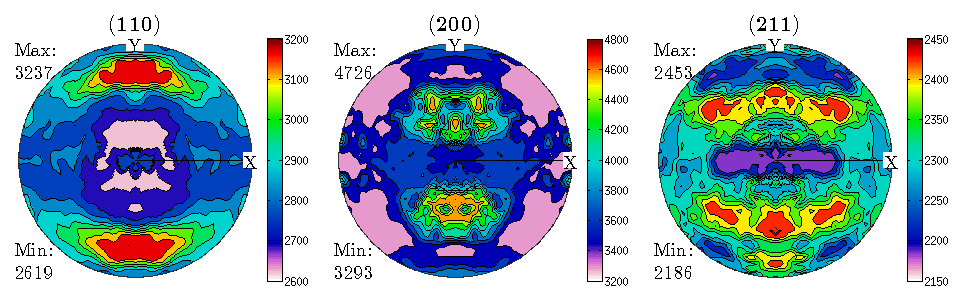 (110)
Max:
3237
Y
X
Min:
2619
3200
3100
3000
2900
2800
2700
2600
(200)
Max:
4726
Y
X
Min:
3293
4800
4600
4400
4200
4000
3800
3600
3400
3200
(211)
Max:
2453
Y
X
Min:
2186
2450
2400
2350
2300
2250
2200
2150